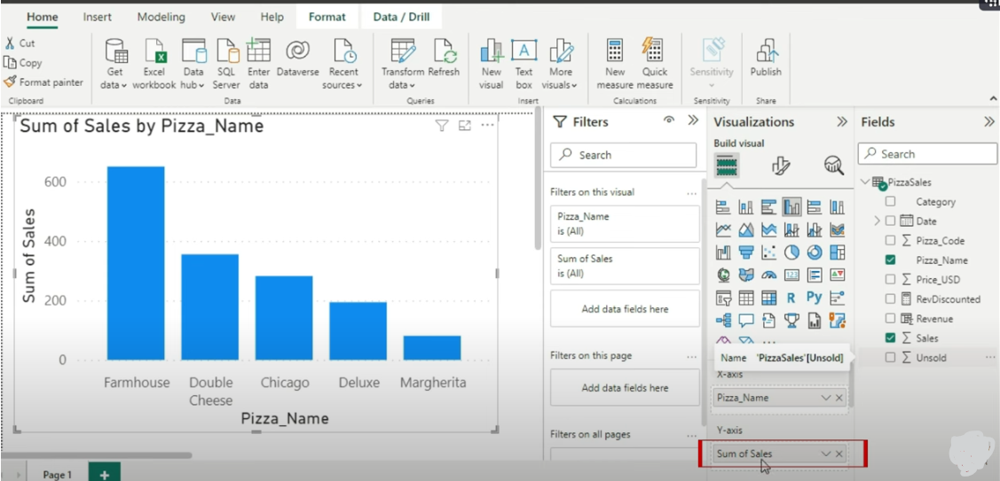 Home Insert Modeling View Help Format Data / Drill
Cut
Copy
Format painter
Clipboard
Get data
Excel workbook
Data hub
SQL Server
Enter data
Dataverse
Recent sources
Data
Transform data
Refresh
Queries
New visual
Text box
More visuals
Insert
New measure
Quick measure
Calculations
Sensitivity
Sensitivity
Publish
Share
Sum of Sales by Pizza_Name
Sum of Sales
600
400
200
0
Farmhouse
Double Cheese
Chicago
Deluxe
Margherita
Pizza_Name
Filters
Search
Filters on this visual
Pizza_Name
is (All)
Sum of Sales
is (All)
Add data fields here
Filters on this page
Add data fields here
Filters on all pages
Visualizations
Build visual
R
Py
123
Name 'PizzaSales'[Unsold]
X-axis
Pizza_Name
Y-axis
Sum of Sales
Fields
Search
PizzaSales
Category
Date
Pizza_Code
Pizza_Name
Price_USD
RevDiscounted
Revenue
Sales
Unsold
Page 1